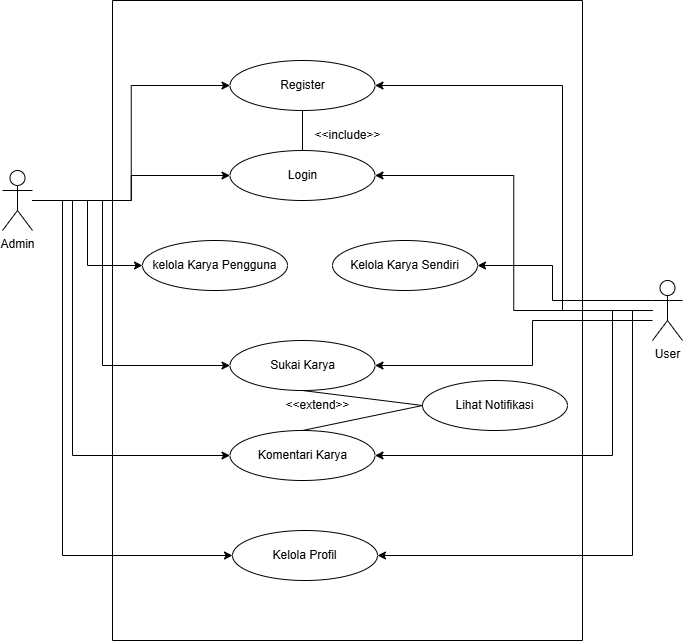 Register
<<include>>
Login
Admin
kelola Karya Pengguna
Kelola Karya Sendiri
User
Sukai Karya
<<extend>>
Lihat Notifikasi
Komentari Karya
Kelola Profil